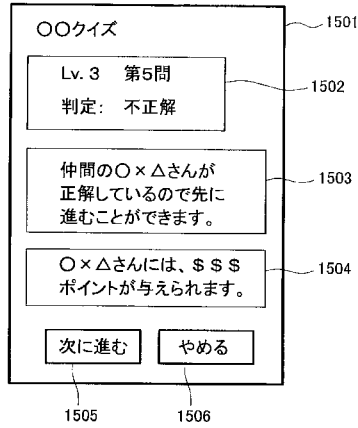 〇〇クイズ
1501
Lv. 3 第5問
判定: 不正解
1502
仲間の〇×△さんが
正解しているので先に
進むことができます。
1503
〇×△さんには、$$$
ポイントが与えられます。
1504
次に進む やめる
1505 1506